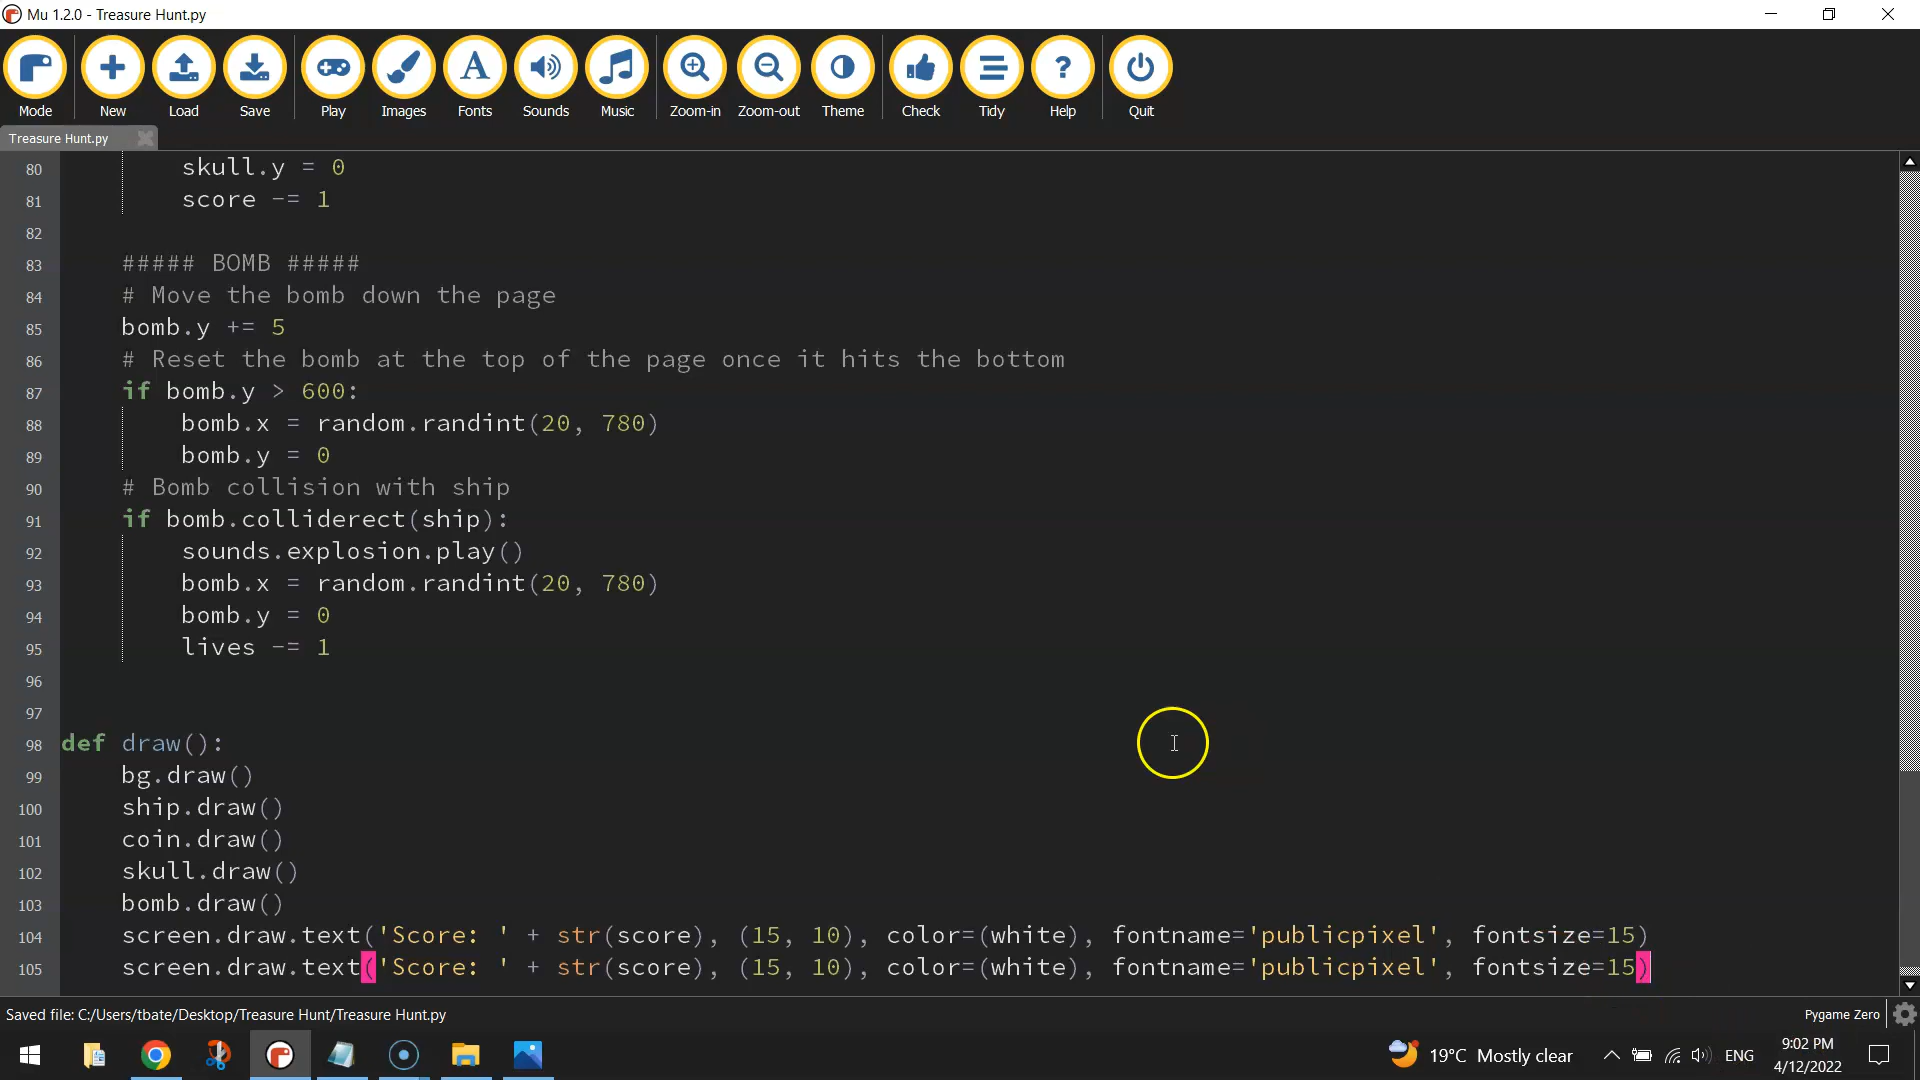 Mu 1.2.0 - Treasure Hunt.py
Mode New Load Save Play Images Fonts Sounds Music Zoom-in Zoom-out Theme Check Tidy Help Quit
Treasure Hunt.py
80 skull.y = 0
81 score -= 1
82
83 ##### BOMB #####
84 # Move the bomb down the page
85 bomb.y += 5
86 # Reset the bomb at the top of the page once it hits the bottom
87 if bomb.y > 600:
88 bomb.x = random.randint(20, 780)
89 bomb.y = 0
90 # Bomb collision with ship
91 if bomb.colliderect(ship):
92 sounds.explosion.play()
93 bomb.x = random.randint(20, 780)
94 bomb.y = 0
95 lives -= 1
96
97
98 def draw():
99 bg.draw()
100 ship.draw()
101 coin.draw()
102 skull.draw()
103 bomb.draw()
104 screen.draw.text('Score: ' + str(score), (15, 10), color=(white), fontname='publicpixel', fontsize=15)
105 screen.draw.text('Score: ' + str(score), (15, 10), color=(white), fontname='publicpixel', fontsize=15)
Saved file: C:/Users/tbate/Desktop/Treasure Hunt/Treasure Hunt.py
Pygame Zero
19°C Mostly clear
ENG
9:02 PM
4/12/2022